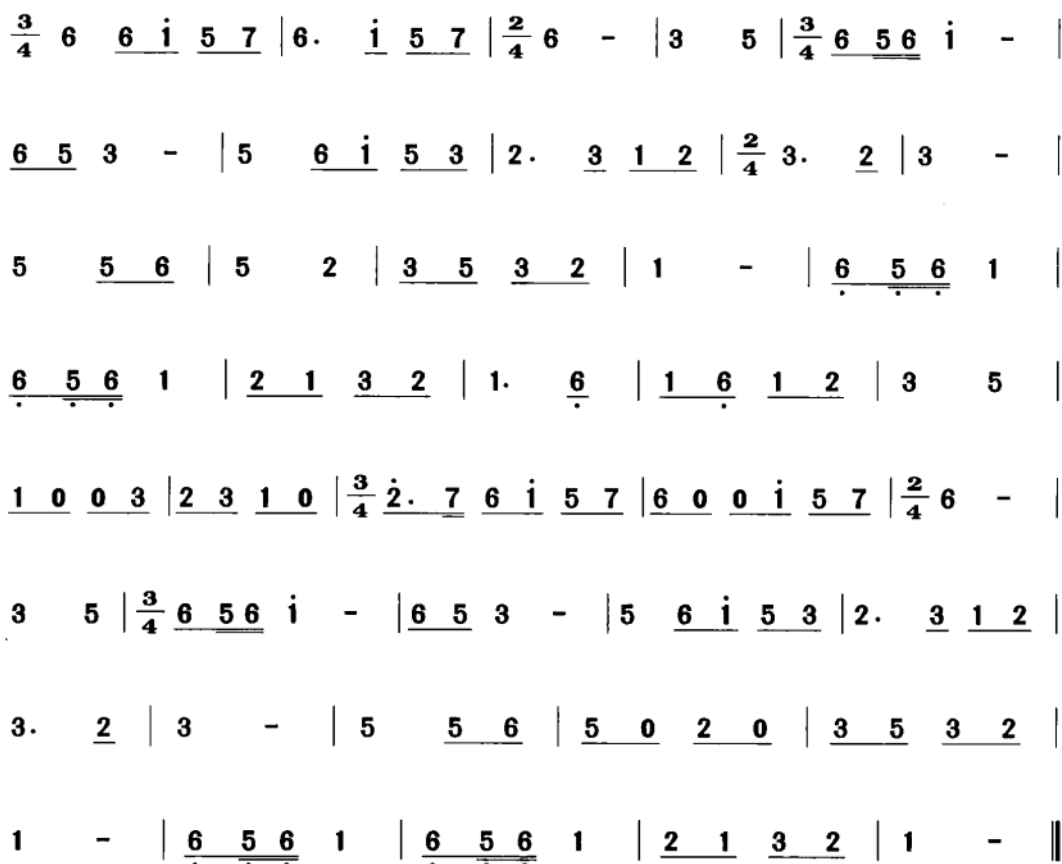 3/4 6 6 i̇ 5 7 | 6· i̇ 5 7 | 2/4 6 - | 3 5 | 3/4 6 5 6 i̇ - |
6 5 3 - | 5 6 i̇ 5 3 | 2· 3 1 2 | 2/4 3· 2 | 3 - |
5 5 6 | 5 2 | 3 5 3 2 | 1 - | 6̣ 5̣ 6̣ 1 |
6̣ 5̣ 6̣ 1 | 2 1 3 2 | 1· 6̣ | 1 6̣ 1 2 | 3 5 |
1 0 0 3 | 2 3 1 0 | 3/4 2̇· 7 6 i̇ 5 7 | 6 0 0 i̇ 5 7 | 2/4 6 - |
3 5 | 3/4 6 5 6 i̇ - | 6 5 3 - | 5 6 i̇ 5 3 | 2· 3 1 2 |
3· 2 | 3 - | 5 5 6 | 5 0 2 0 | 3 5 3 2 |
1 - | 6̣ 5̣ 6̣ 1 | 6̣ 5̣ 6̣ 1 | 2 1 3 2 | 1 - ‖